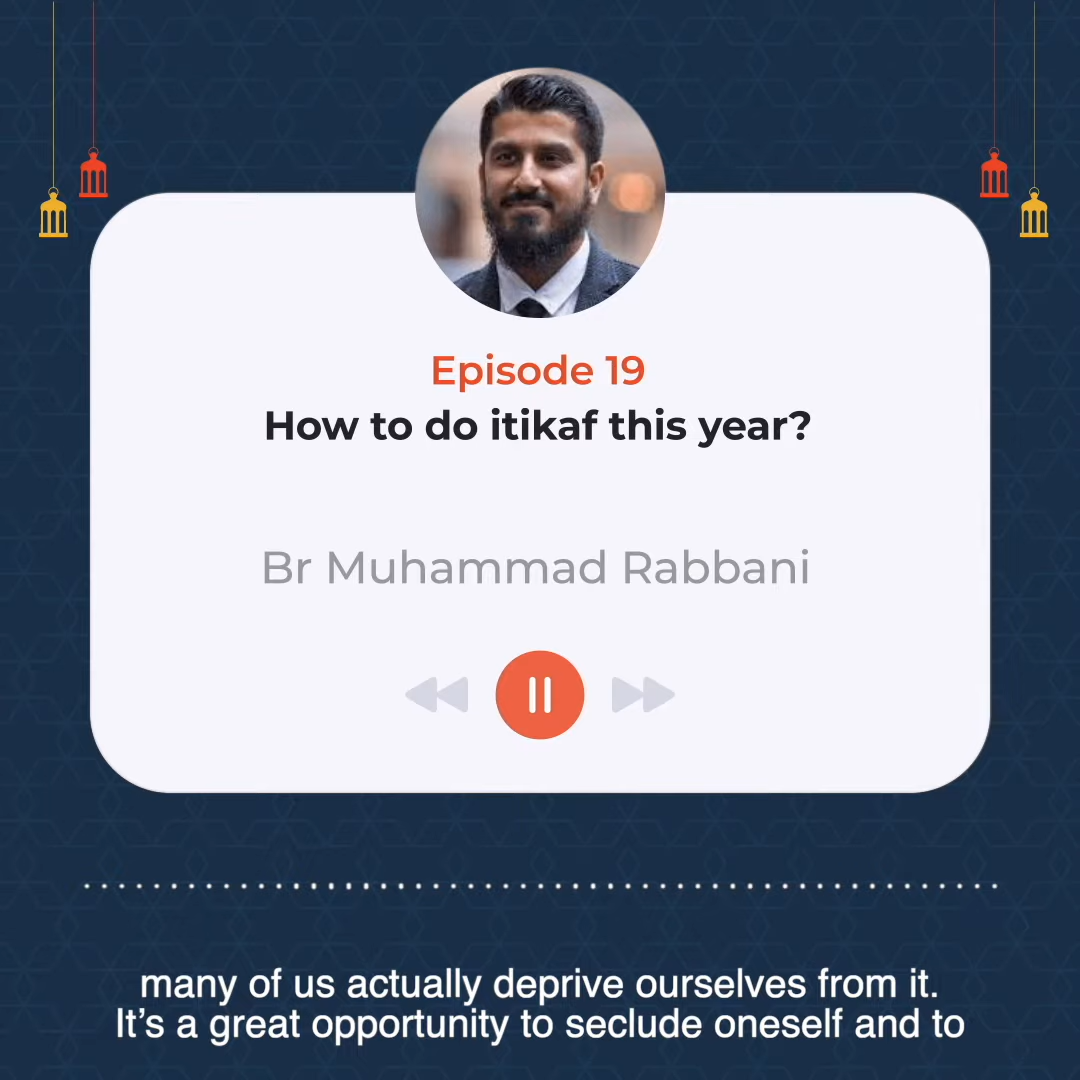 Episode 19
How to do itikaf this year?
Br Muhammad Rabbani
many of us actually deprive ourselves from it.
It's a great opportunity to seclude oneself and to